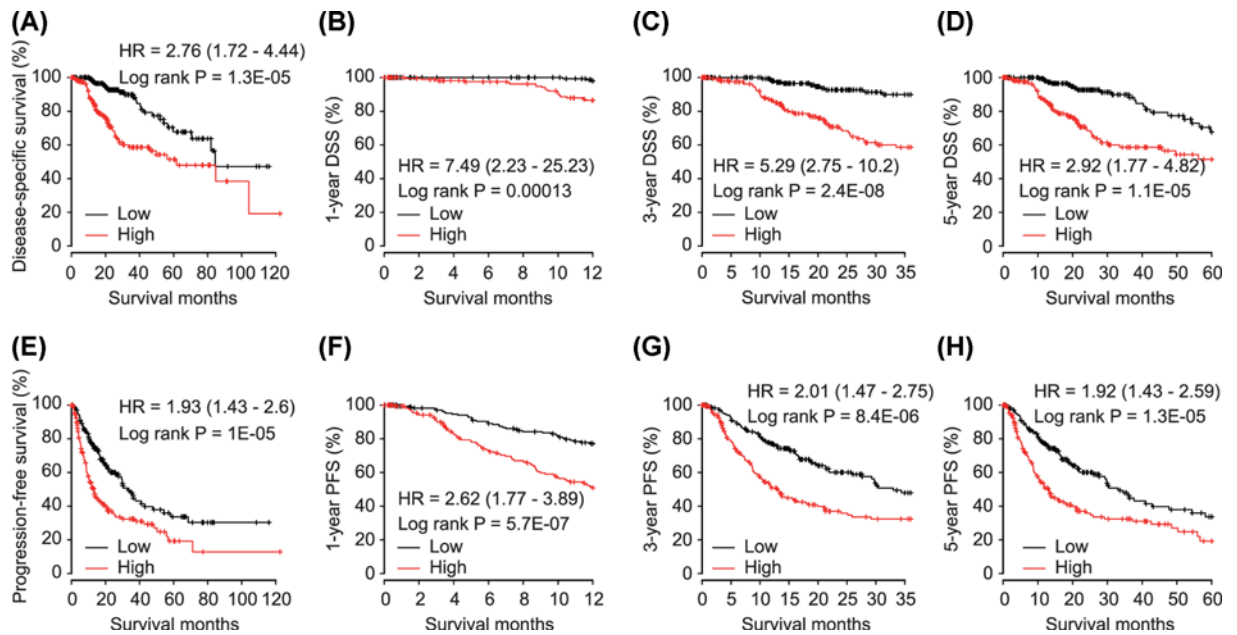 (A)
Disease-specific survival (%)
HR = 2.76 (1.72 - 4.44)
Log rank P = 1.3E-05
100
80
60
40
20
0
Low
High
0 20 40 60 80 100 120
Survival months
(B)
1-year DSS (%)
100
80
60
40
20
0
HR = 7.49 (2.23 - 25.23)
Log rank P = 0.00013
Low
High
0 2 4 6 8 10 12
Survival months
(C)
3-year DSS (%)
100
80
60
40
20
0
HR = 5.29 (2.75 - 10.2)
Log rank P = 2.4E-08
Low
High
0 5 10 15 20 25 30 35
Survival months
(D)
5-year DSS (%)
100
80
60
40
20
0
HR = 2.92 (1.77 - 4.82)
Log rank P = 1.1E-05
Low
High
0 10 20 30 40 50 60
Survival months
(E)
Progression-free survival (%)
HR = 1.93 (1.43 - 2.6)
Log rank P = 1E-05
100
80
60
40
20
0
Low
High
0 20 40 60 80 100 120
Survival months
(F)
1-year PFS (%)
100
80
60
40
20
0
HR = 2.62 (1.77 - 3.89)
Log rank P = 5.7E-07
Low
High
0 2 4 6 8 10 12
Survival months
(G)
3-year PFS (%)
HR = 2.01 (1.47 - 2.75)
Log rank P = 8.4E-06
100
80
60
40
20
0
Low
High
0 5 10 15 20 25 30 35
Survival months
(H)
5-year PFS (%)
HR = 1.92 (1.43 - 2.59)
Log rank P = 1.3E-05
100
80
60
40
20
0
Low
High
0 10 20 30 40 50 60
Survival months